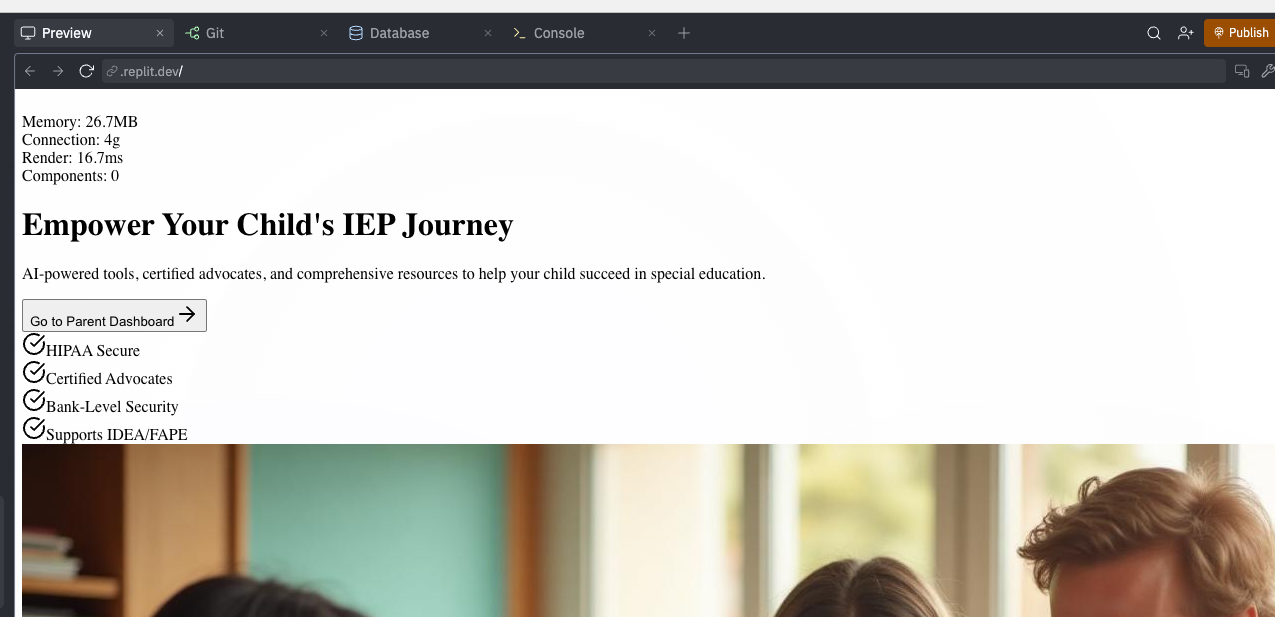 Preview
Git
Database
Console
Publish
.replit.dev/
Memory: 26.7MB
Connection: 4g
Render: 16.7ms
Components: 0
Empower Your Child's IEP Journey
AI-powered tools, certified advocates, and comprehensive resources to help your child succeed in special education.
Go to Parent Dashboard
HIPAA Secure
Certified Advocates
Bank-Level Security
Supports IDEA/FAPE